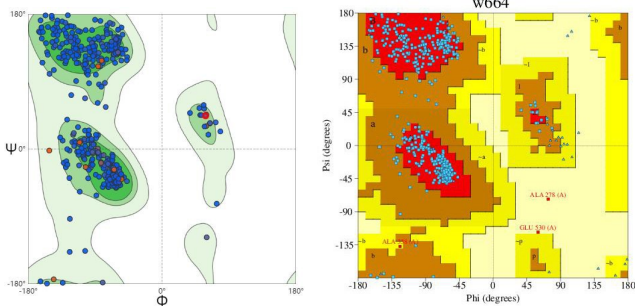 180°
Ψ
0°
-180°
-180°
0°
180°
Φ
w664
Psi (degrees)
180
135
90
45
0
-45
-90
-135
-180
-180
-135
-90
-45
0
45
90
135
180
Phi (degrees)
b
a
l
~b
~l
~a
~p
p
b
~b
ALA 278 (A)
GLU 530 (A)